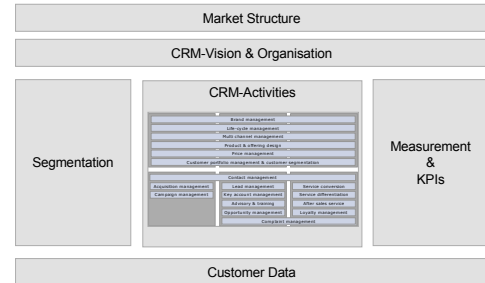 Market Structure
CRM-Vision & Organisation
Segmentation
CRM-Activities
Brand management
Life-cycle management
Multi-channel management
Product & offering design
Price management
Customer portfolio management & customer segmentation
Contact management
Acquisition management
Lead management
Service conversion
Campaign management
Key account management
Service differentiation
Advisory & training
After sales service
Opportunity management
Loyalty management
Complaint management
Measurement
&
KPIs
Customer Data